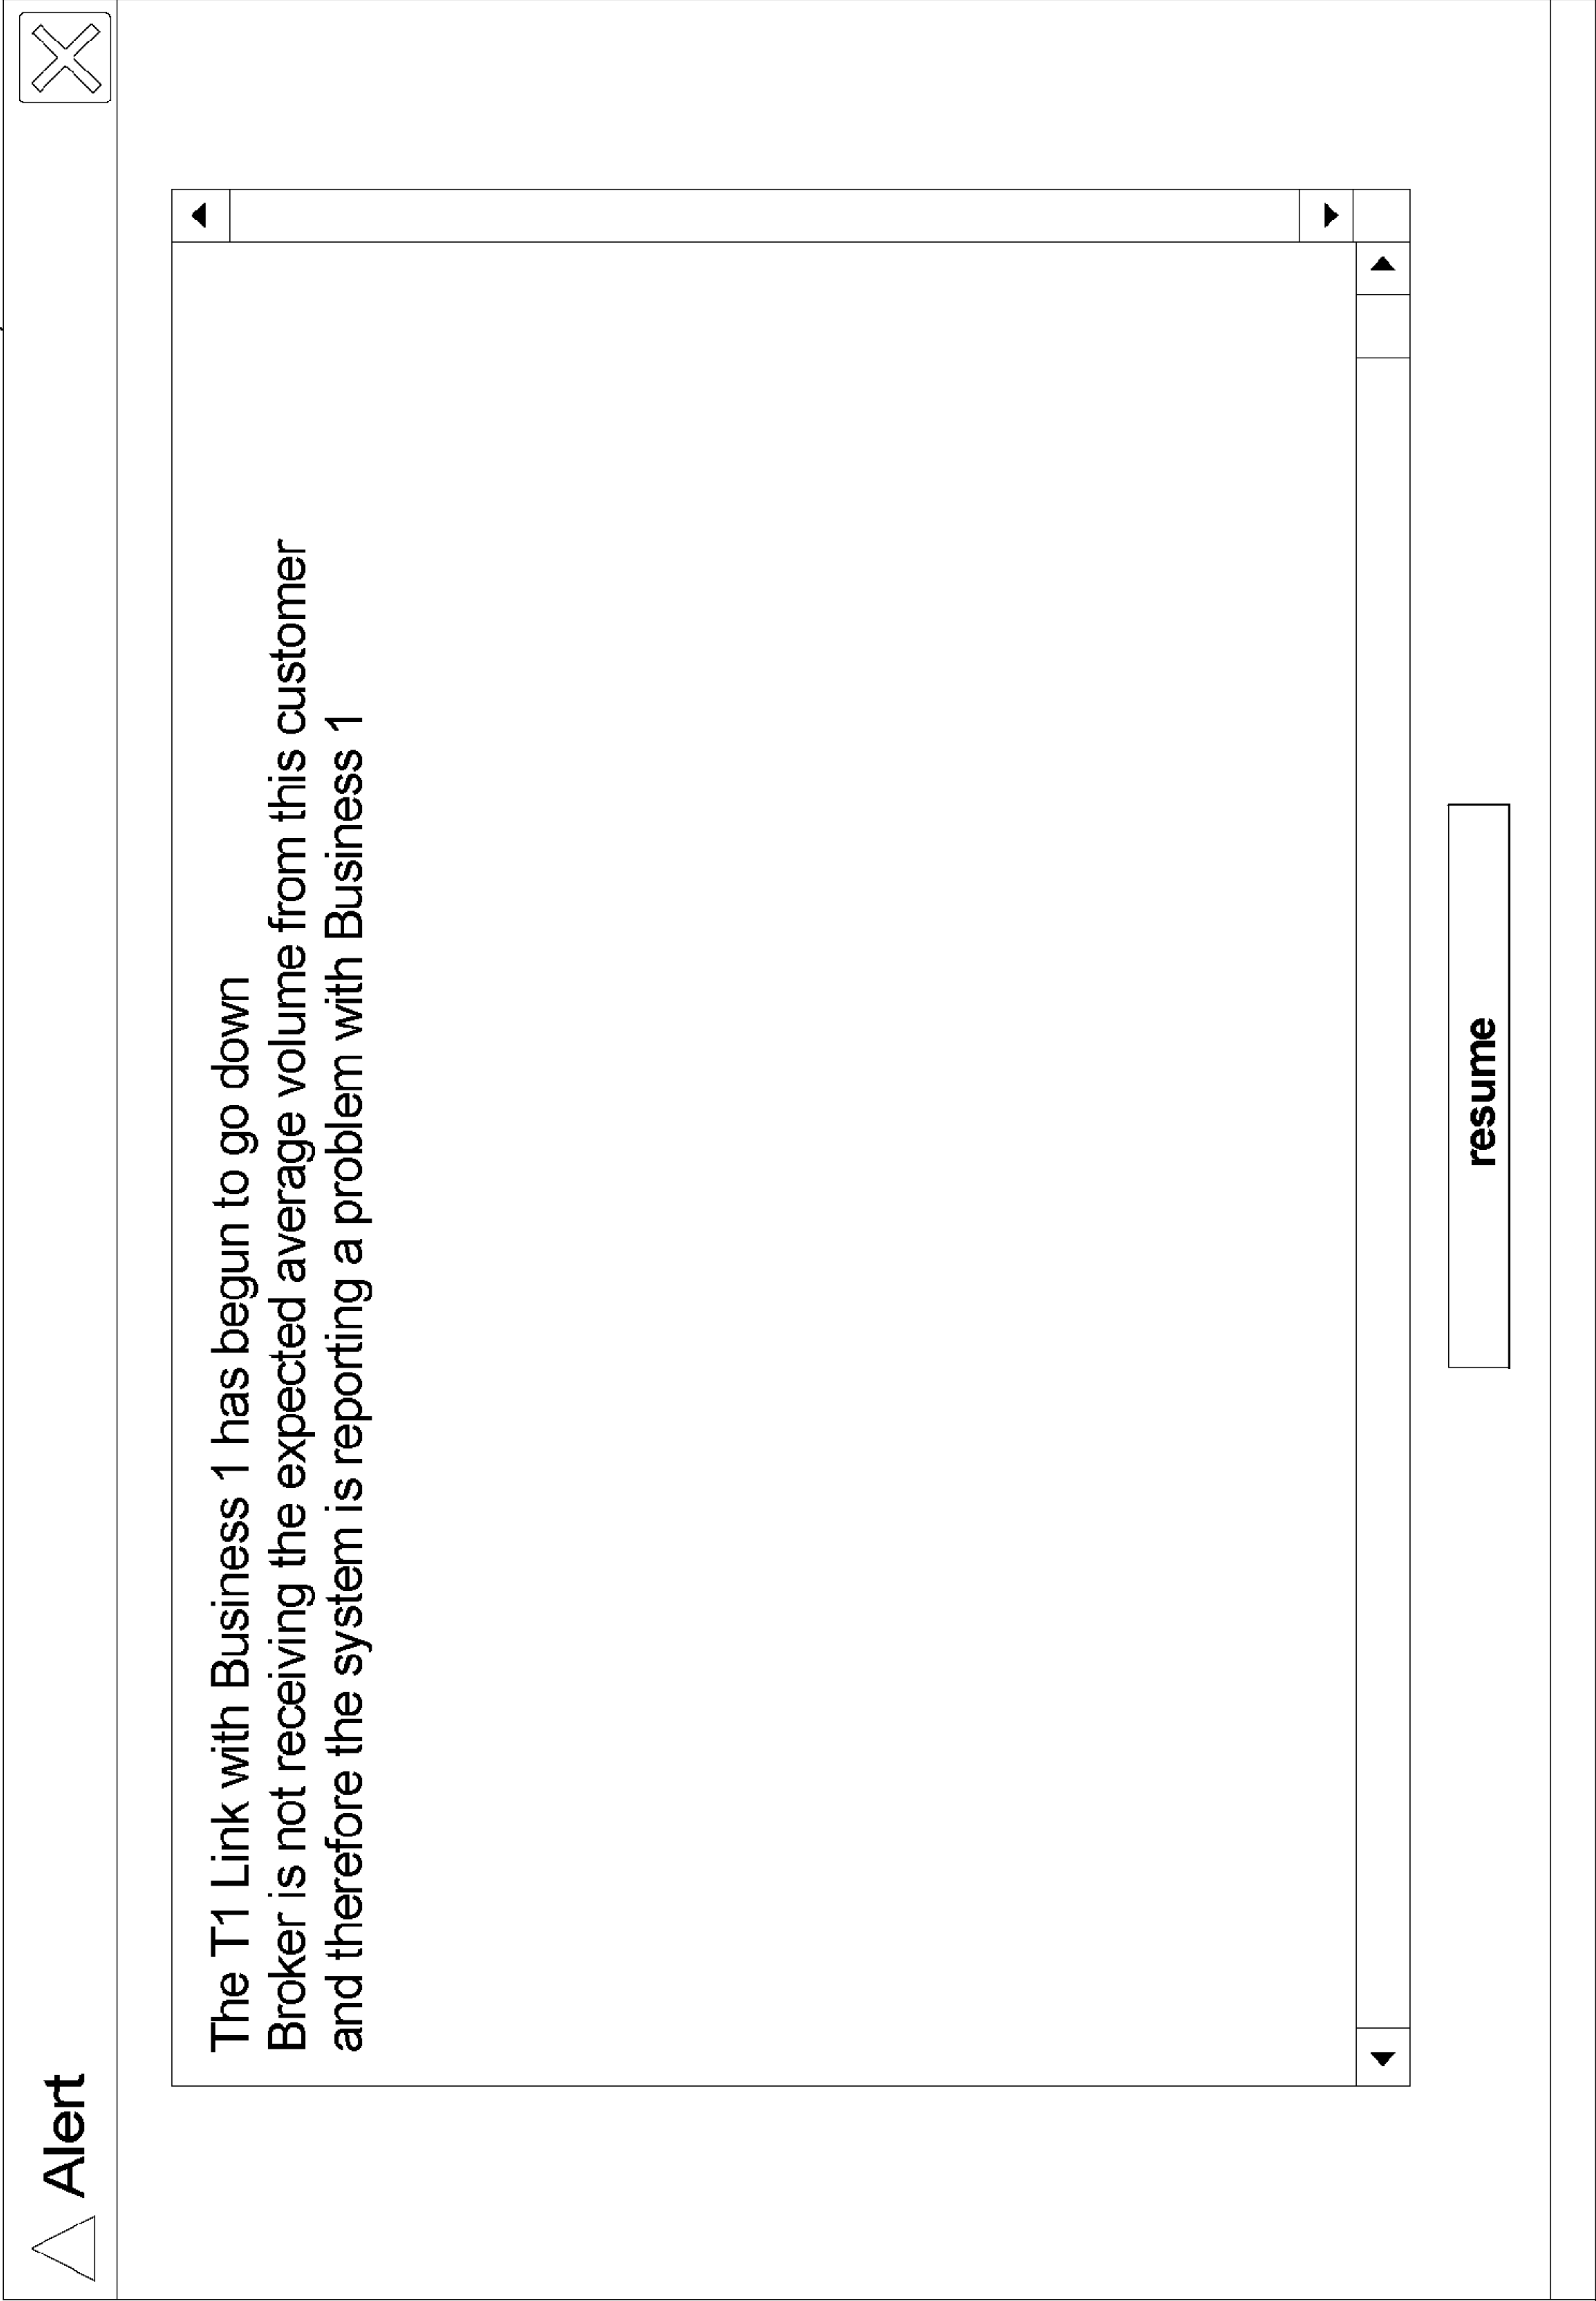 Alert
The T1 Link with Business 1 has begun to go down
Broker is not receiving the expected average volume from this customer
and therefore the system is reporting a problem with Business 1
resume